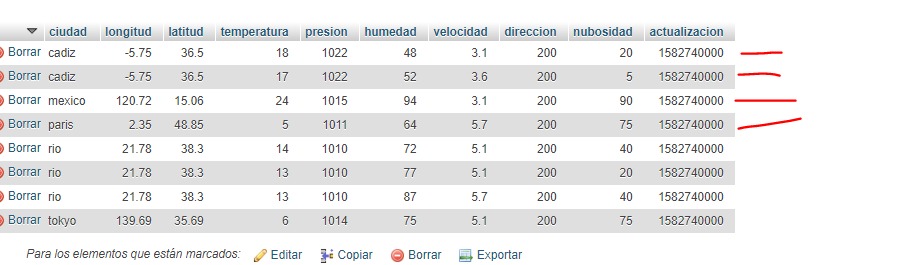 ciudad longitud latitud temperatura presion humedad velocidad direccion nubosidad actualizacion
Borrar cadiz -5.75 36.5 18 1022 48 3.1 200 20 1582740000
Borrar cadiz -5.75 36.5 17 1022 52 3.6 200 5 1582740000
Borrar mexico 120.72 15.06 24 1015 94 3.1 200 90 1582740000
Borrar paris 2.35 48.85 5 1011 64 5.7 200 75 1582740000
Borrar rio 21.78 38.3 14 1010 72 5.1 200 40 1582740000
Borrar rio 21.78 38.3 13 1010 77 5.1 200 20 1582740000
Borrar rio 21.78 38.3 13 1010 87 5.7 200 40 1582740000
Borrar tokyo 139.69 35.69 6 1014 75 5.1 200 75 1582740000
Para los elementos que están marcados: Editar Copiar Borrar Exportar